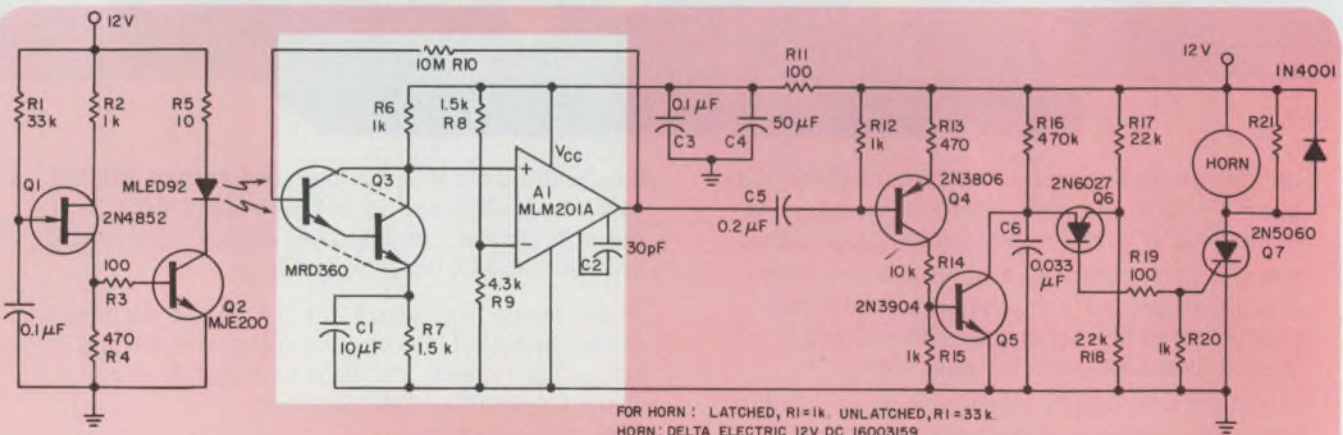 12V
R1
33k
R2
1k
R5
10
MLED92
Q1
2N4852
100
R3
470
R4
0.1µF
Q2
MJE200
10M R10
R6
1k
1.5k
R8
Q3
MRD360
VCC
+
A1
MLM201A
−
C2
30pF
4.3k
R9
C1
10µF
R7
1.5k
0.1µF
C3
50µF
C4
R11
100
C5
0.2µF
R12
1k
R13
470
2N3806
Q4
R14
10k
2N3904
Q5
1k
R15
R16
470k
R17
22k
2N6027
Q6
C6
0.033
µF
R19
100
22k
R18
1k
R20
12V
1N4001
R21
HORN
2N5060
Q7
FOR HORN: LATCHED, R1=1k. UNLATCHED, R1=33k.
HORN: DELTA ELECTRIC 12V DC 16003159